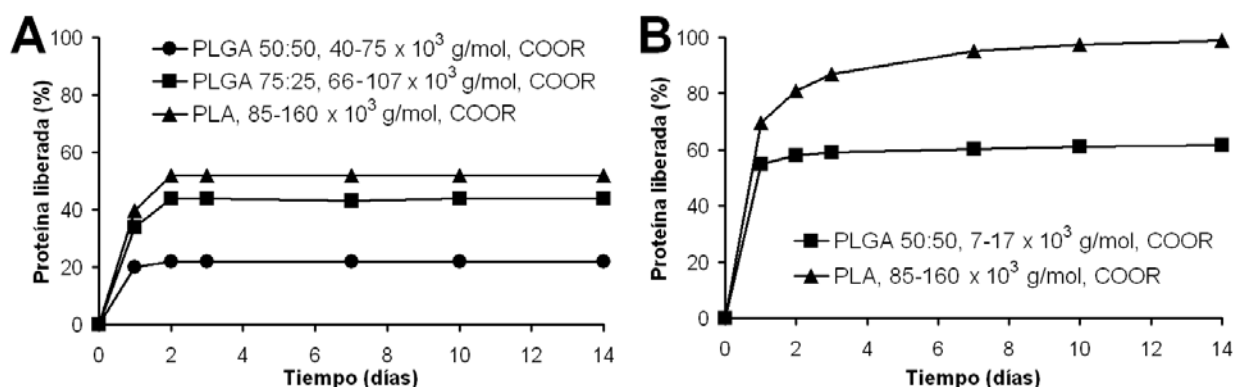 A
100
80
60
40
20
0
Proteína liberada (%)
PLGA 50:50, 40-75 x 10³ g/mol, COOR
PLGA 75:25, 66-107 x 10³ g/mol, COOR
PLA, 85-160 x 10³ g/mol, COOR
0 2 4 6 8 10 12 14
Tiempo (días)
B
100
80
60
40
20
0
Proteína liberada (%)
PLGA 50:50, 7-17 x 10³ g/mol, COOR
PLA, 85-160 x 10³ g/mol, COOR
0 2 4 6 8 10 12 14
Tiempo (días)